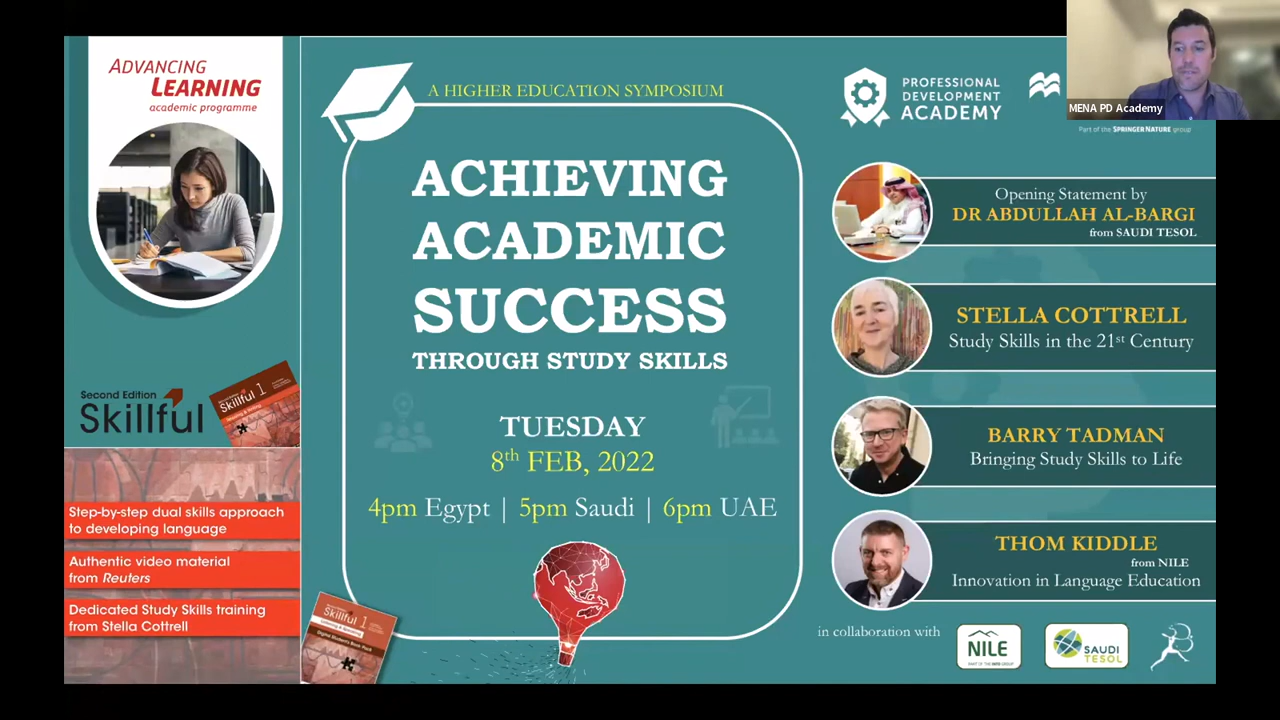 ADVANCING
LEARNING
academic programme
Second Edition
Skillful
Skillful 1
Step-by-step dual skills approach
to developing language
Authentic video material
from Reuters
Dedicated Study Skills training
from Stella Cottrell
A HIGHER EDUCATION SYMPOSIUM
ACHIEVING
ACADEMIC
SUCCESS
THROUGH STUDY SKILLS
TUESDAY
8th FEB, 2022
4pm Egypt | 5pm Saudi | 6pm UAE
Skillful 1
Digital Student's Book Pack
PROFESSIONAL
DEVELOPMENT
ACADEMY
MENA PD Academy
Part of the SPRINGER NATURE group
Opening Statement by
DR ABDULLAH AL-BARGI
from SAUDI TESOL
STELLA COTTRELL
Study Skills in the 21st Century
BARRY TADMAN
Bringing Study Skills to Life
THOM KIDDLE
from NILE
Innovation in Language Education
in collaboration with
NILE
SAUDI
TESOL